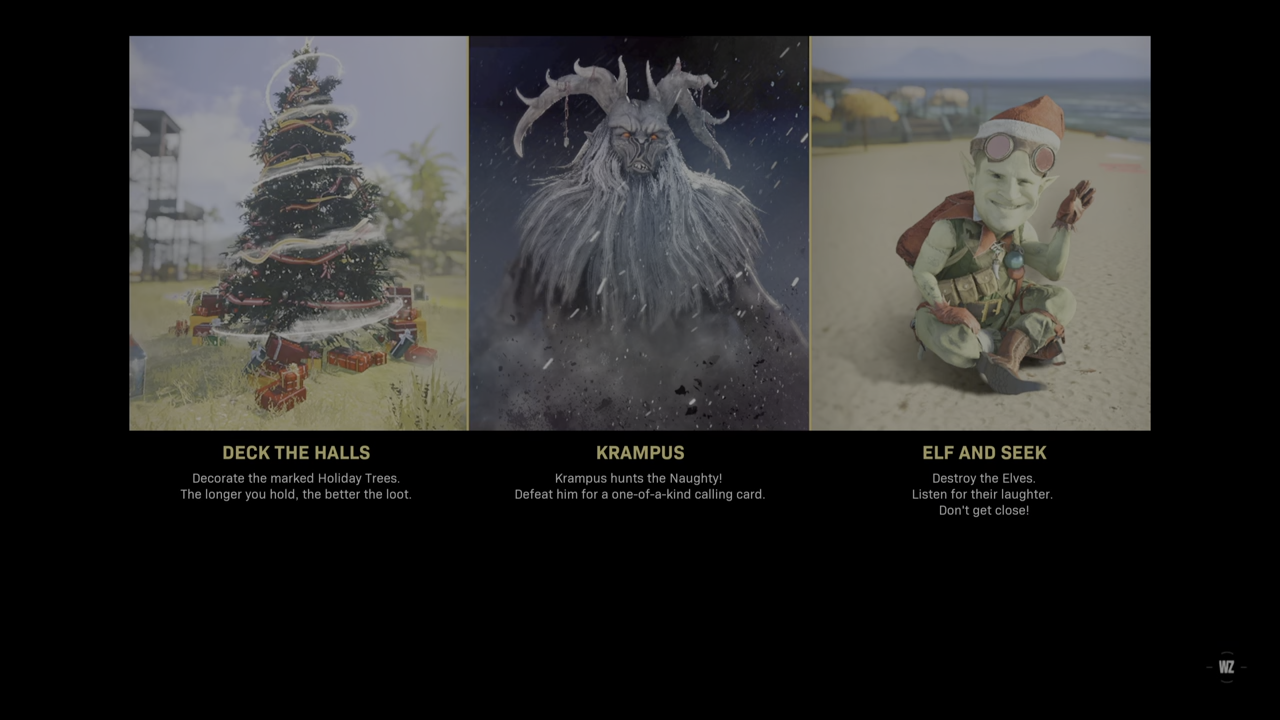 DECK THE HALLS
Decorate the marked Holiday Trees.
The longer you hold, the better the loot.
KRAMPUS
Krampus hunts the Naughty!
Defeat him for a one-of-a-kind calling card.
ELF AND SEEK
Destroy the Elves.
Listen for their laughter.
Don't get close!
WZ